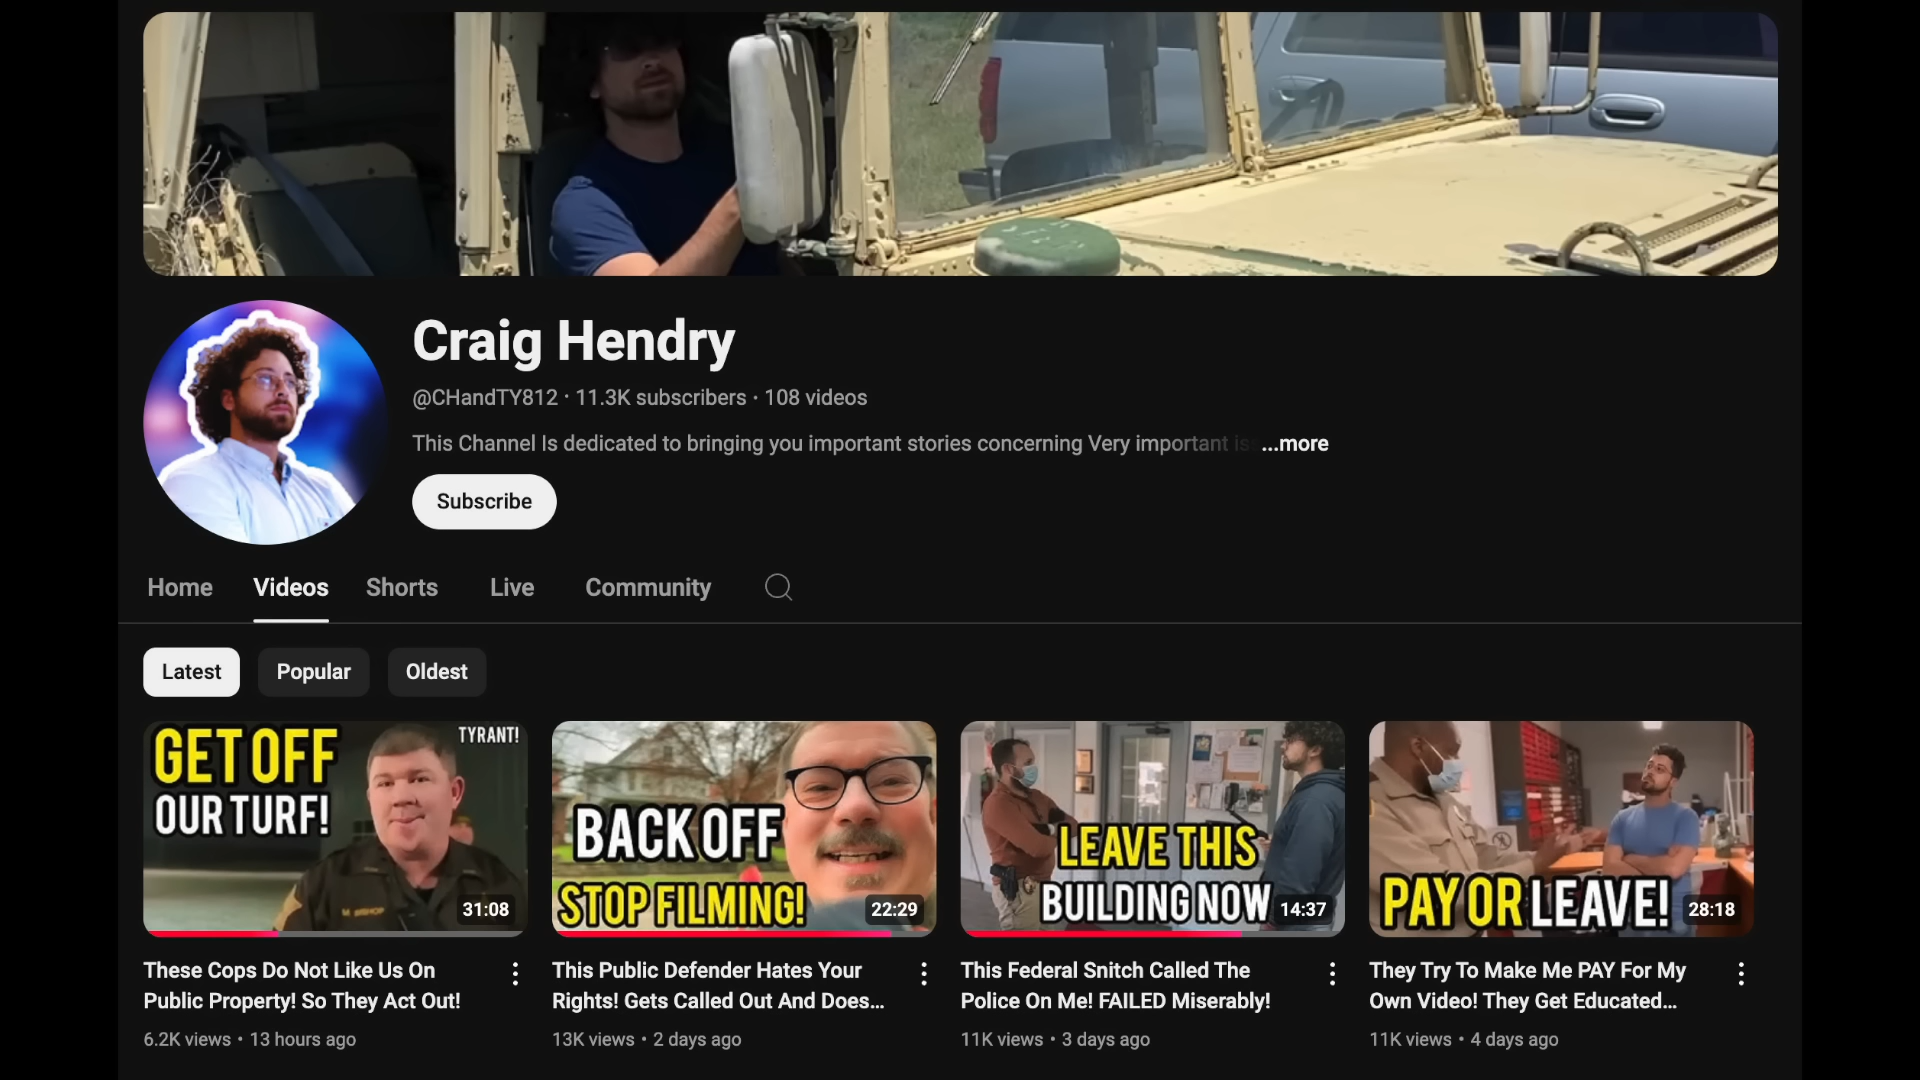 Craig Hendry
@CHandTY812 · 11.3K subscribers · 108 videos
This Channel Is dedicated to bringing you important stories concerning Very important ...more
Subscribe
Home Videos Shorts Live Community
Latest Popular Oldest
GET OFF
OUR TURF!
TYRANT!
M BISHOP
31:08
BACK OFF
STOP FILMING!
22:29
LEAVE THIS
BUILDING NOW
14:37
PAY OR LEAVE!
28:18
These Cops Do Not Like Us On
Public Property! So They Act Out!
6.2K views • 13 hours ago
This Public Defender Hates Your
Rights! Gets Called Out And Does...
13K views • 2 days ago
This Federal Snitch Called The
Police On Me! FAILED Miserably!
11K views • 3 days ago
They Try To Make Me PAY For My
Own Video! They Get Educated...
11K views • 4 days ago